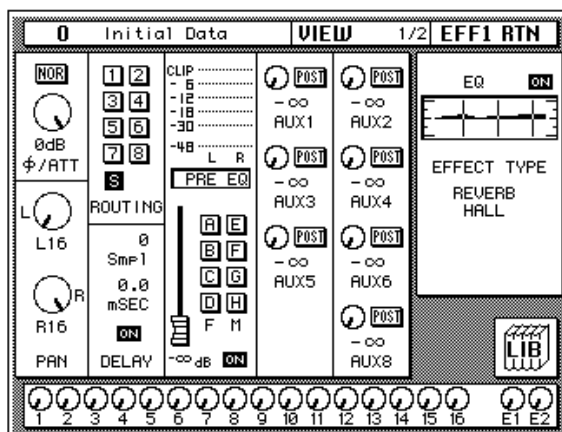 0 Initial Data VIEW 1/2 EFF1 RTN
NOR
0dB
ϕ/ATT
L
L16
R
R16
PAN
1 2
3 4
5 6
7 8
S
ROUTING
0
Smpl
0.0
mSEC
ON
DELAY
CLIP
- 6
-12
-18
-30
-48
L R
PRE EQ
A E
B F
C G
D H
F M
-∞ dB ON
POST POST
-∞ -∞
AUX1 AUX2
POST POST
-∞ -∞
AUX3 AUX4
POST POST
-∞ -∞
AUX5 AUX6
POST
-∞
AUX8
EQ ON
EFFECT TYPE
REVERB
HALL
LIB
1 2 3 4 5 6 7 8 9 10 11 12 13 14 15 16 E1 E2